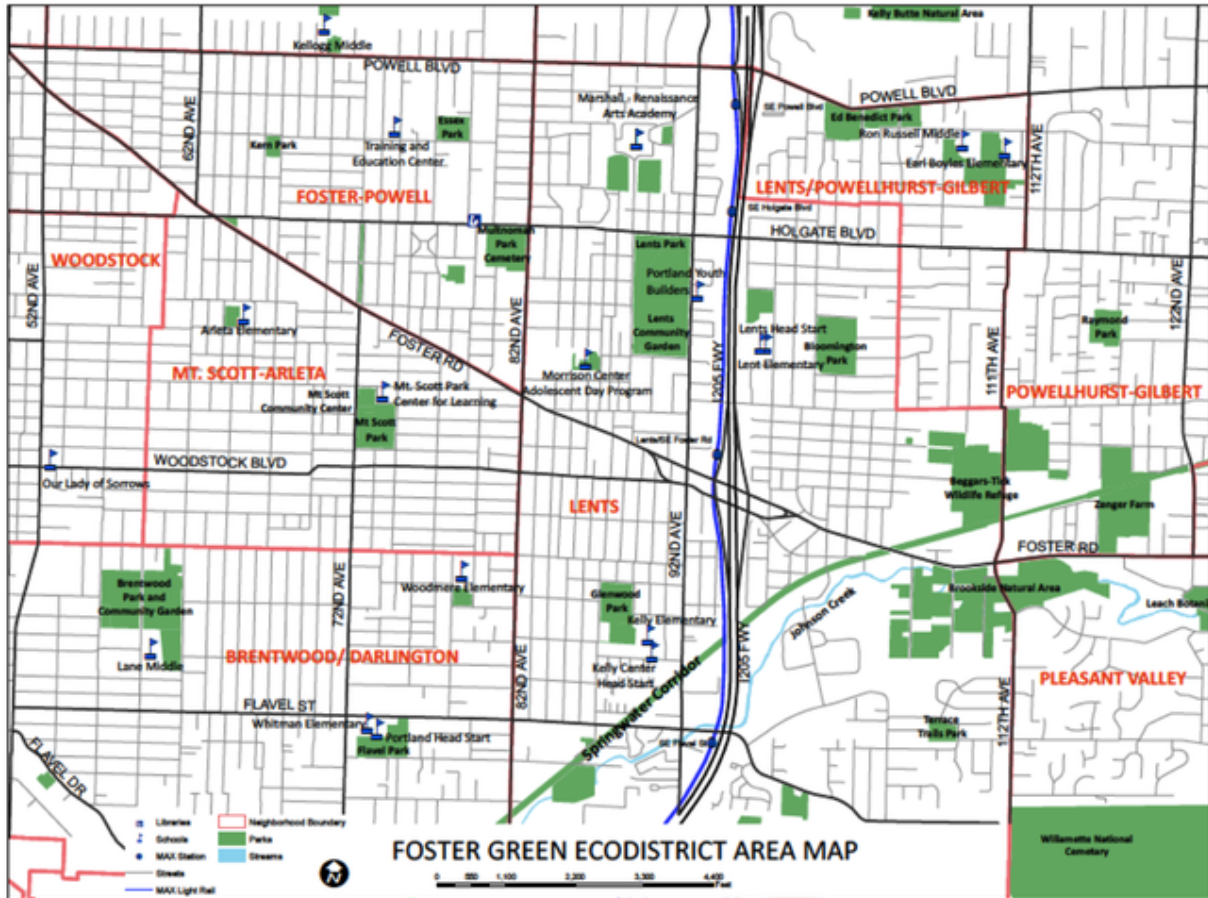 Kelly Butte Natural Area
Kellogg Middle
POWELL BLVD
62ND AVE
Marshall - Renaissance
Arts Academy
SE Powell Blvd
POWELL BLVD
Ed Benedict Park
Essex
Park
Kern Park
Training and
Education Center
Ron Russell Middle
Earl Boyles Elementary
112TH AVE
FOSTER-POWELL
LENTS/POWELLHURST-GILBERT
SE Holgate Blvd
HOLGATE BLVD
Multnomah
Park
Cemetery
Lents Park
WOODSTOCK
52ND AVE
Portland Youth
Builders
82ND AVE
122ND AVE
Lents
Community
Garden
Arleta Elementary
FOSTER RD
Lents Head Start
Lent Elementary
Bloomington
Park
Raymond
Park
111TH AVE
I205 FWY
MT. SCOTT-ARLETA
Morrison Center
Adolescent Day Program
Mt Scott
Community Center
Mt. Scott Park
Center for Learning
POWELLHURST-GILBERT
Mt Scott
Park
Lents/SE Foster Rd
WOODSTOCK BLVD
Our Lady of Sorrows
LENTS
Beggars-Tick
Wildlife Refuge
Zenger Farm
92ND AVE
FOSTER RD
72ND AVE
Brentwood
Park and
Community Garden
Woodmere Elementary
Glenwood
Park
Kelly Elementary
Brookside Natural Area
Leach Botani
Johnson Creek
Lane Middle
BRENTWOOD/ DARLINGTON
82ND AVE
Kelly Center
Head Start
I205 FWY
PLEASANT VALLEY
Springwater Corridor
FLAVEL ST
Whitman Elementary
Portland Head Start
Flavel Park
SE Flavel St
Terrace
Trails Park
112TH AVE
FLAVEL DR
Libraries
Neighborhood Boundary
Schools
Parks
MAX Station
Streams
Streets
MAX Light Rail
FOSTER GREEN ECODISTRICT AREA MAP
0 550 1,100 2,200 3,300 4,400
Feet
Willamette National
Cemetary